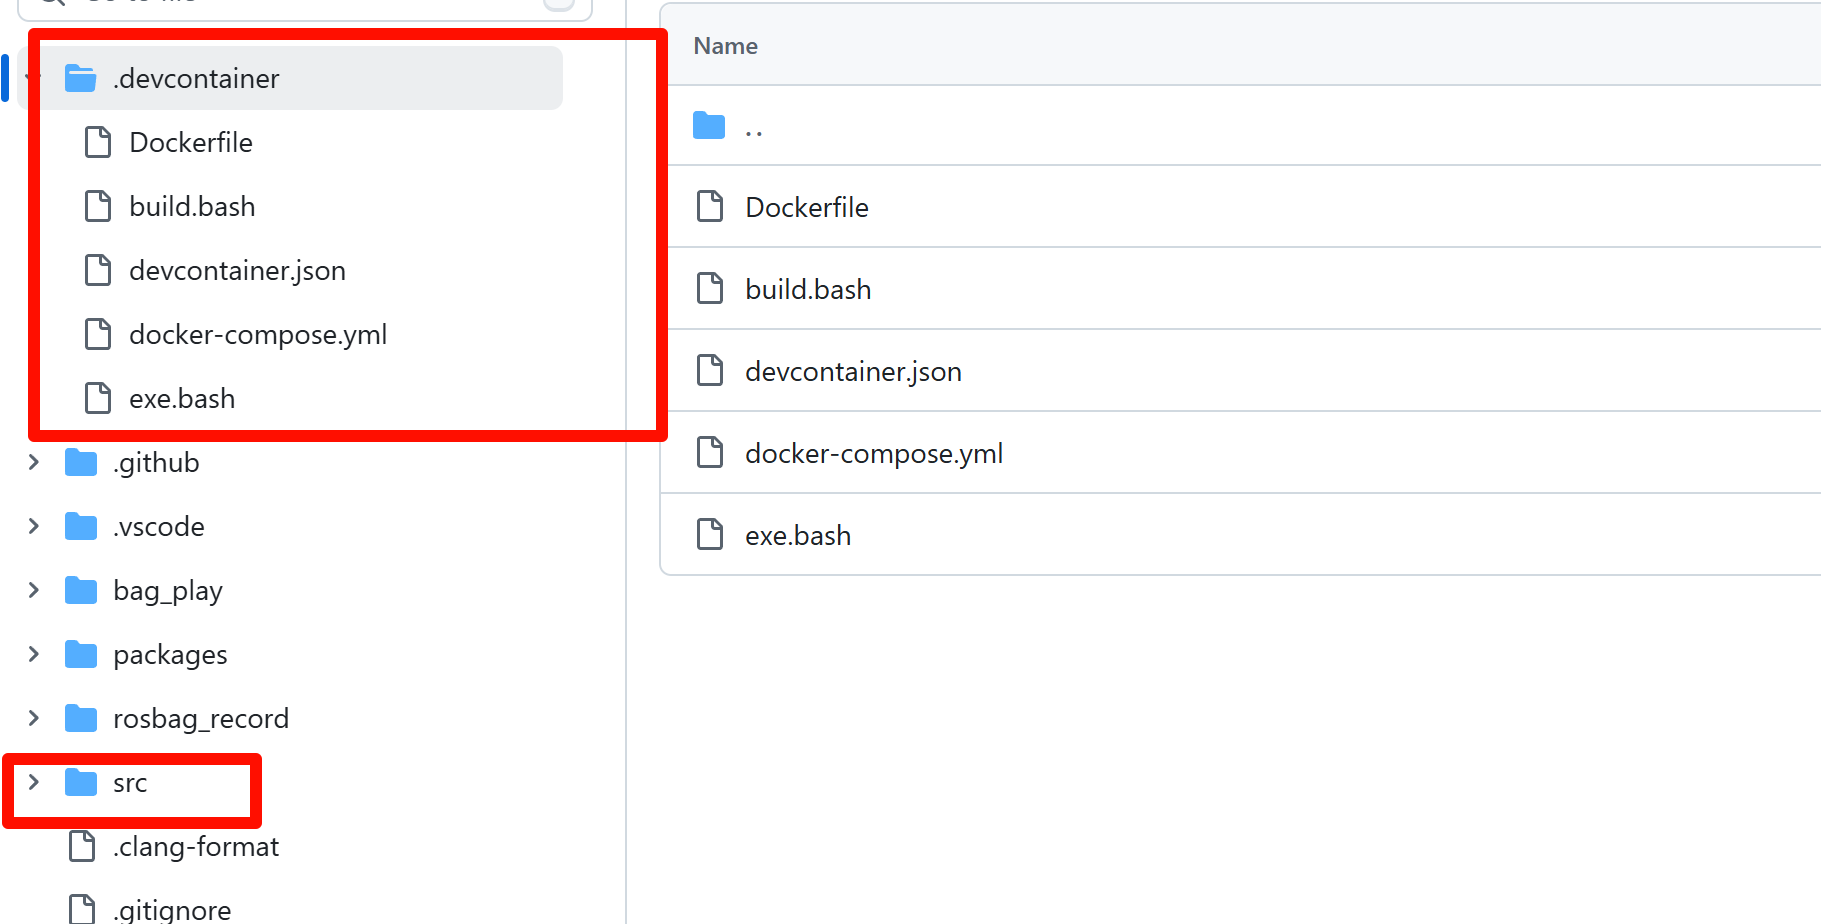 .devcontainer
Dockerfile
build.bash
devcontainer.json
docker-compose.yml
exe.bash
.github
.vscode
bag_play
packages
rosbag_record
src
.clang-format
.gitignore
Name
..
Dockerfile
build.bash
devcontainer.json
docker-compose.yml
exe.bash